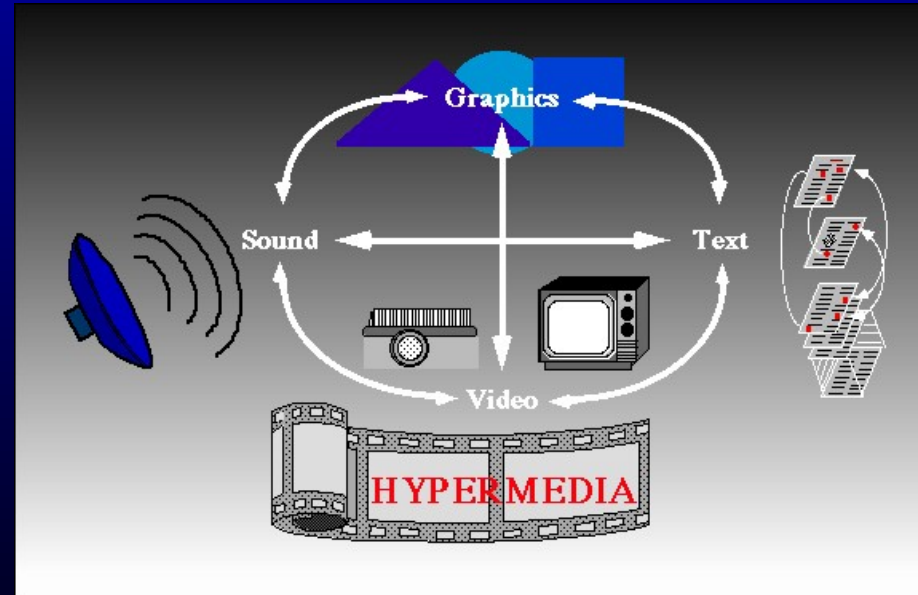 Graphics
Sound
Text
Video
HYPERMEDIA